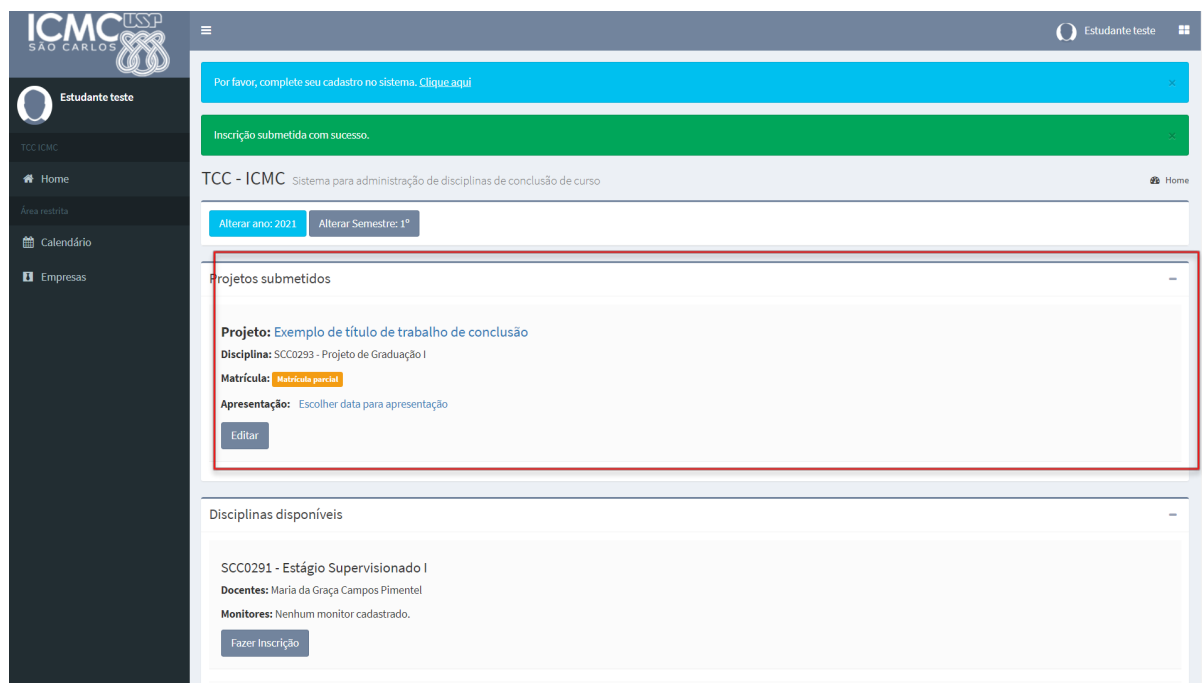 ICMC USP
SÃO CARLOS
Estudante teste
Por favor, complete seu cadastro no sistema. Clique aqui ×
Estudante teste
Inscrição submetida com sucesso. ×
TCC ICMC
Home
TCC - ICMC Sistema para administração de disciplinas de conclusão de curso
Home
Área restrita
Alterar ano: 2021 Alterar Semestre: 1º
Calendário
Empresas
Projetos submetidos
Projeto: Exemplo de título de trabalho de conclusão
Disciplina: SCC0293 - Projeto de Graduação I
Matrícula: Matrícula parcial
Apresentação: Escolher data para apresentação
Editar
Disciplinas disponíveis
SCC0291 - Estágio Supervisionado I
Docentes: Maria da Graça Campos Pimentel
Monitores: Nenhum monitor cadastrado.
Fazer Inscrição